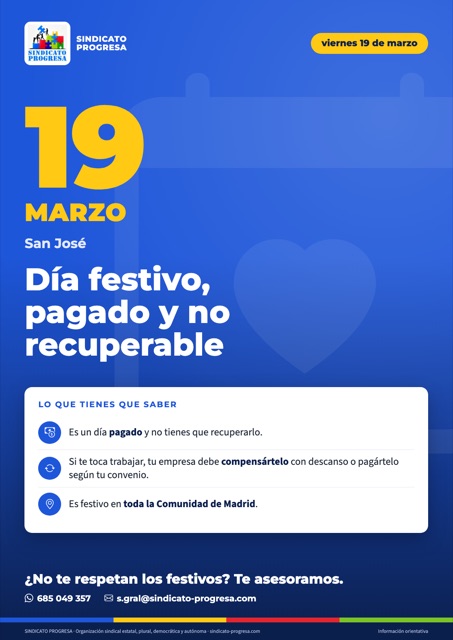 SINDICATO
PROGRESA
SINDICATO
PROGRESA
viernes 19 de marzo
19
MARZO
San José
Día festivo,
pagado y no
recuperable
LO QUE TIENES QUE SABER
Es un día pagado y no tienes que recuperarlo.
Si te toca trabajar, tu empresa debe compensártelo con descanso o pagártelo
según tu convenio.
Es festivo en toda la Comunidad de Madrid.
¿No te respetan los festivos? Te asesoramos.
685 049 357 s.gral@sindicato-progresa.com
SINDICATO PROGRESA · Organización sindical estatal, plural, democrática y autónoma · sindicato-progresa.com
Información orientativa